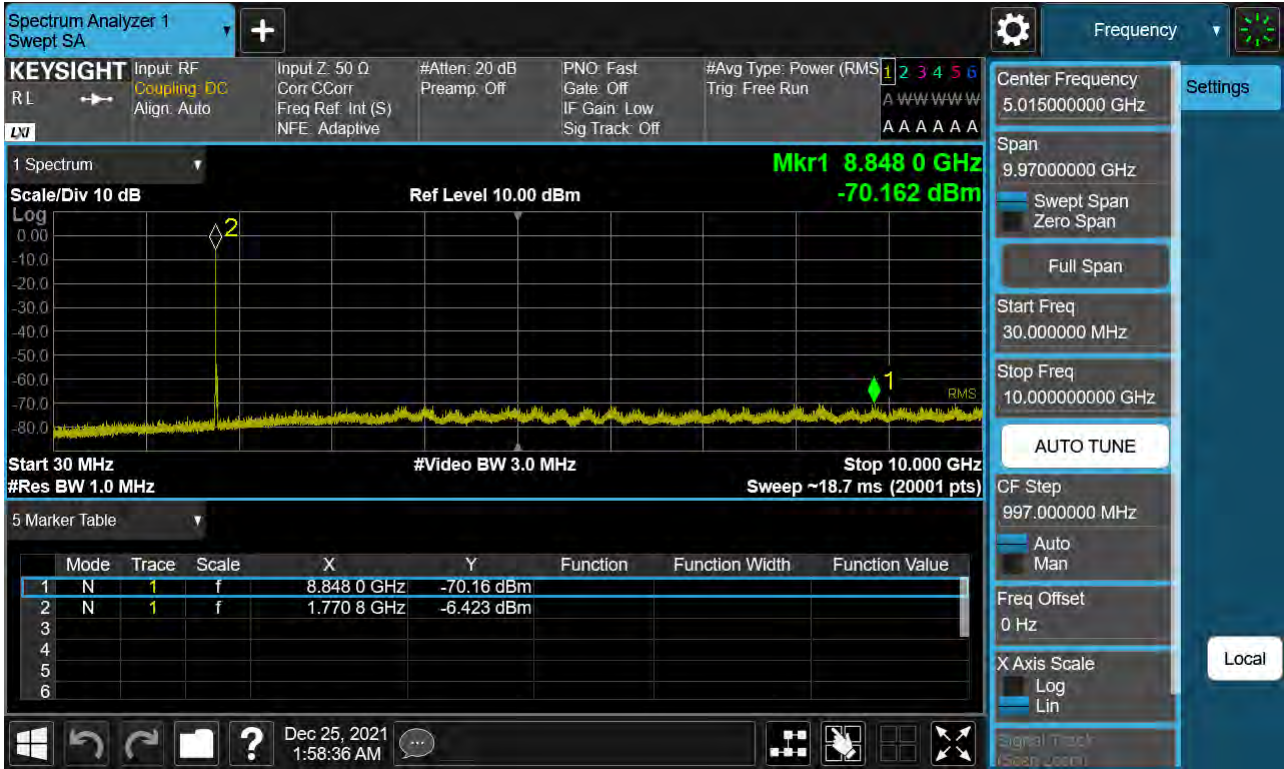 Spectrum Analyzer 1
Swept SA
+
Frequency
KEYSIGHT
R L
LXI
Input: RF
Coupling: DC
Align: Auto
Input Z: 50 Ω
Corr CCorr
Freq Ref: Int (S)
NFE: Adaptive
#Atten: 20 dB
Preamp: Off
PNO: Fast
Gate: Off
IF Gain: Low
Sig Track: Off
#Avg Type: Power (RMS
Trig: Free Run
1 2 3 4 5 6
A W W W W W
A A A A A A
1 Spectrum
Scale/Div 10 dB
Ref Level 10.00 dBm
Mkr1 8.848 0 GHz
-70.162 dBm
Log
0.00
-10.0
-20.0
-30.0
-40.0
-50.0
-60.0
-70.0
-80.0
2
1
RMS
Start 30 MHz
#Video BW 3.0 MHz
Stop 10.000 GHz
#Res BW 1.0 MHz
Sweep ~18.7 ms (20001 pts)
5 Marker Table
Mode Trace Scale X Y Function Function Width Function Value
1 N 1 f 8.848 0 GHz -70.16 dBm
2 N 1 f 1.770 8 GHz -6.423 dBm
3
4
5
6
?
Dec 25, 2021
1:58:36 AM
Center Frequency
5.015000000 GHz
Span
9.97000000 GHz
Swept Span
Zero Span
Full Span
Start Freq
30.000000 MHz
Stop Freq
10.000000000 GHz
AUTO TUNE
CF Step
997.000000 MHz
Auto
Man
Freq Offset
0 Hz
X Axis Scale
Log
Lin
Signal Track
(Span Zoom)
Settings
Local